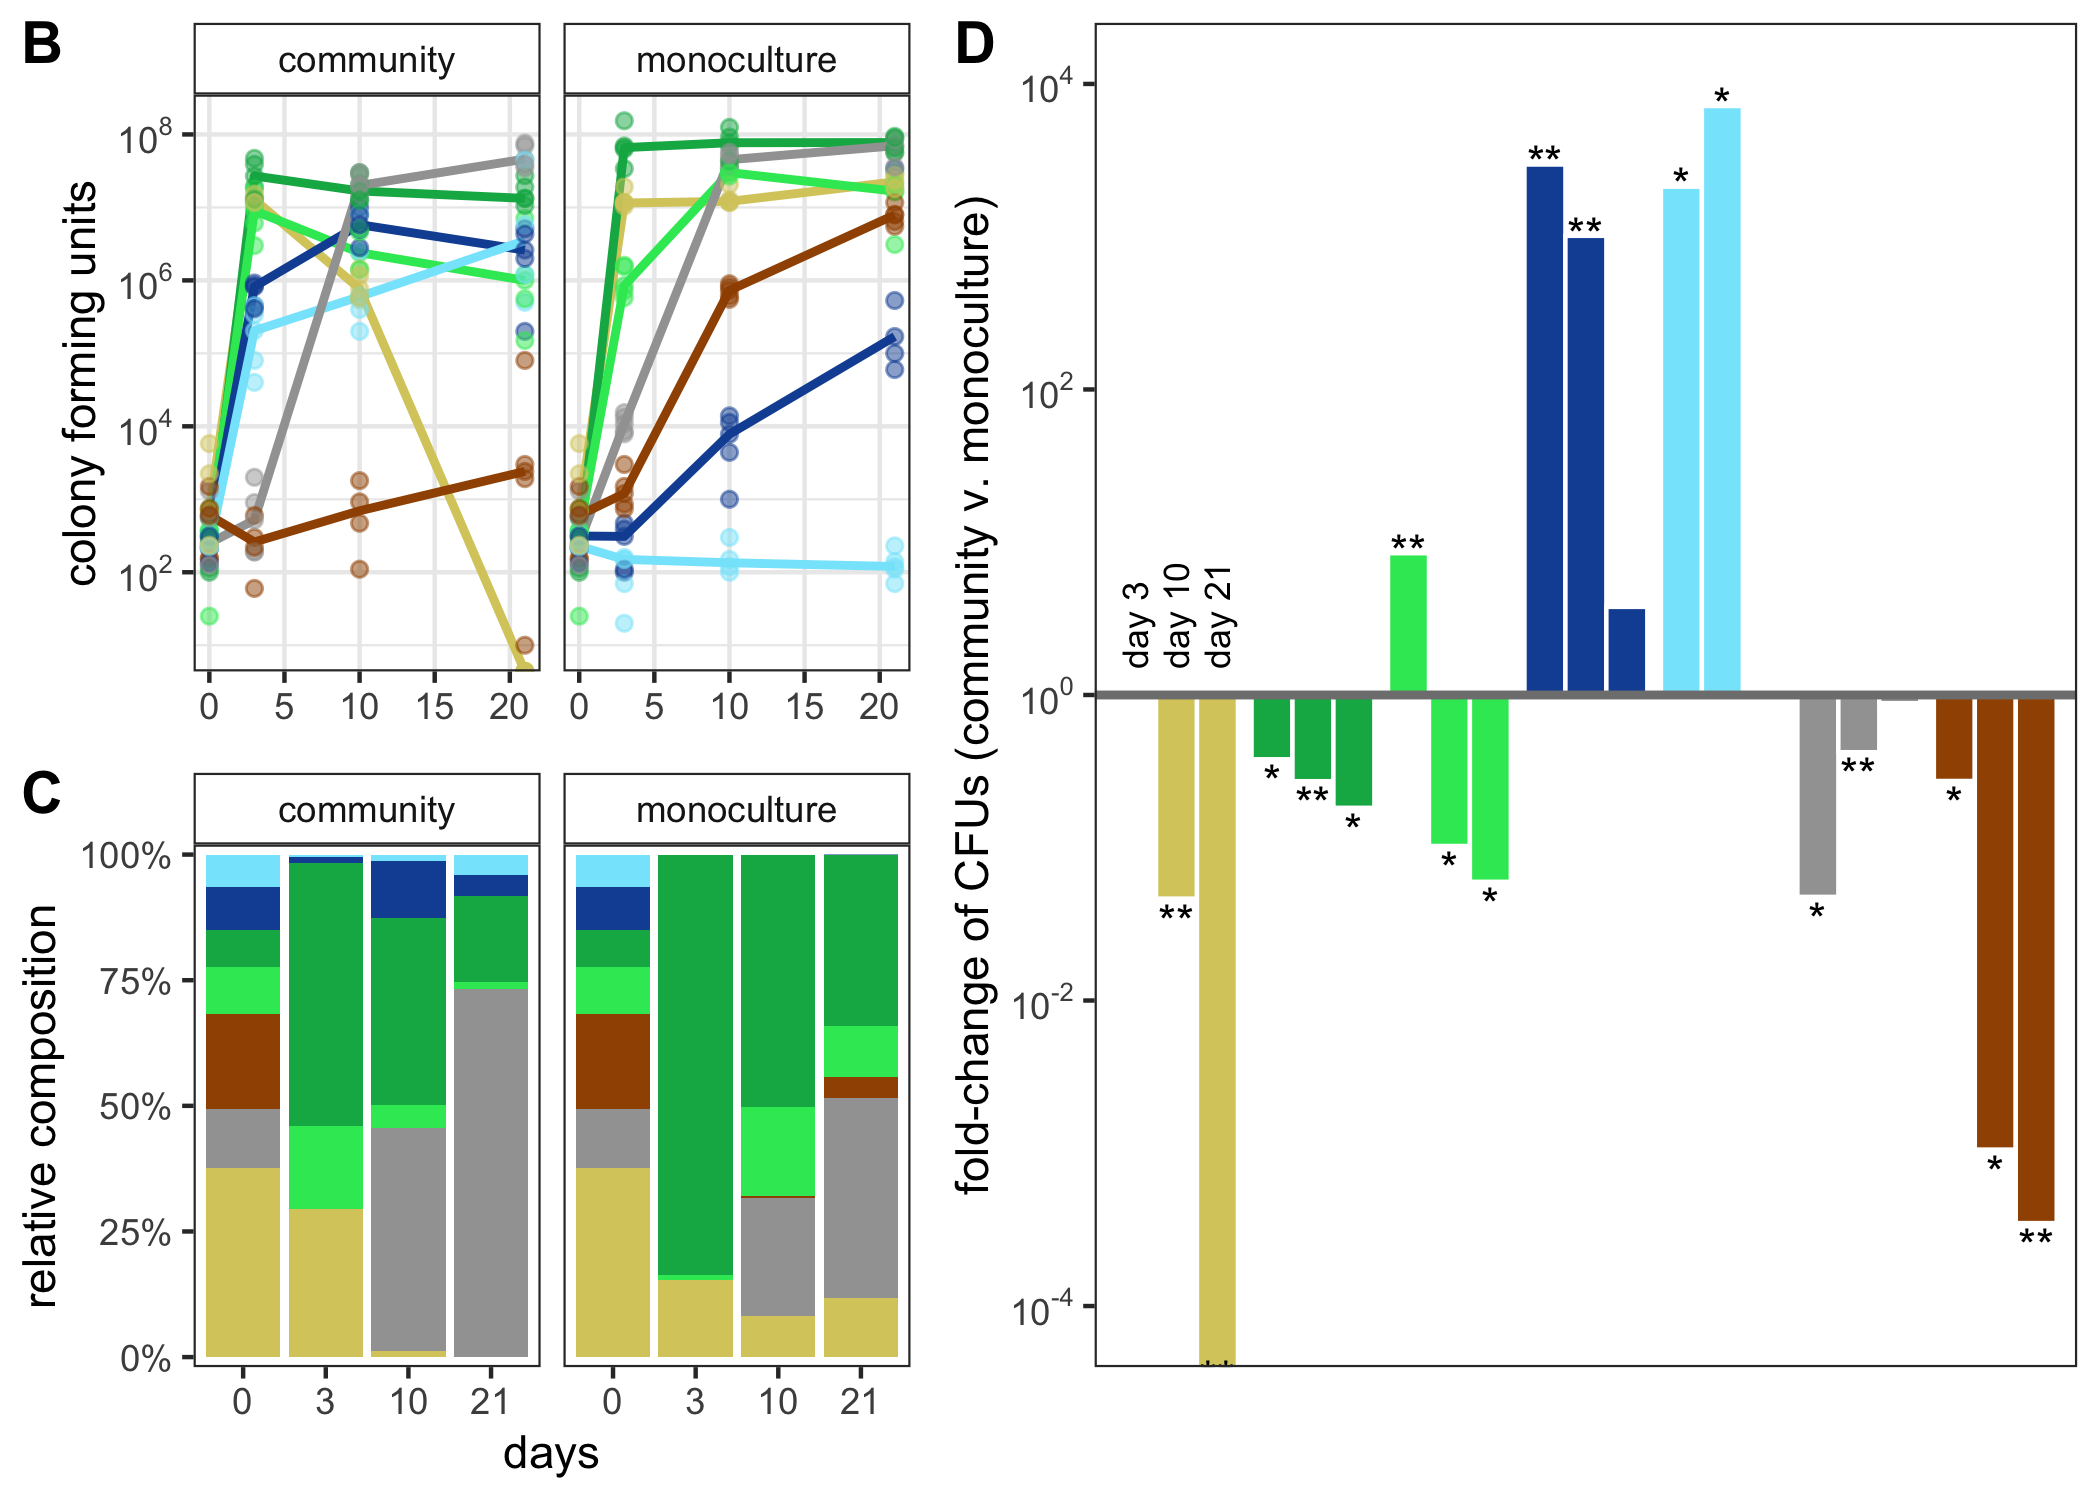 B
community
monoculture
10^8
10^6
10^4
10^2
colony forming units
0 5 10 15 20
0 5 10 15 20
C
community
monoculture
100%
75%
50%
25%
0%
relative composition
0 3 10 21
0 3 10 21
days
D
10^4
10^2
10^0
10^-2
10^-4
fold-change of CFUs (community v. monoculture)
day 3
day 10
day 21
** ** * *
**
** **
* ** *
* *
* **
* * **